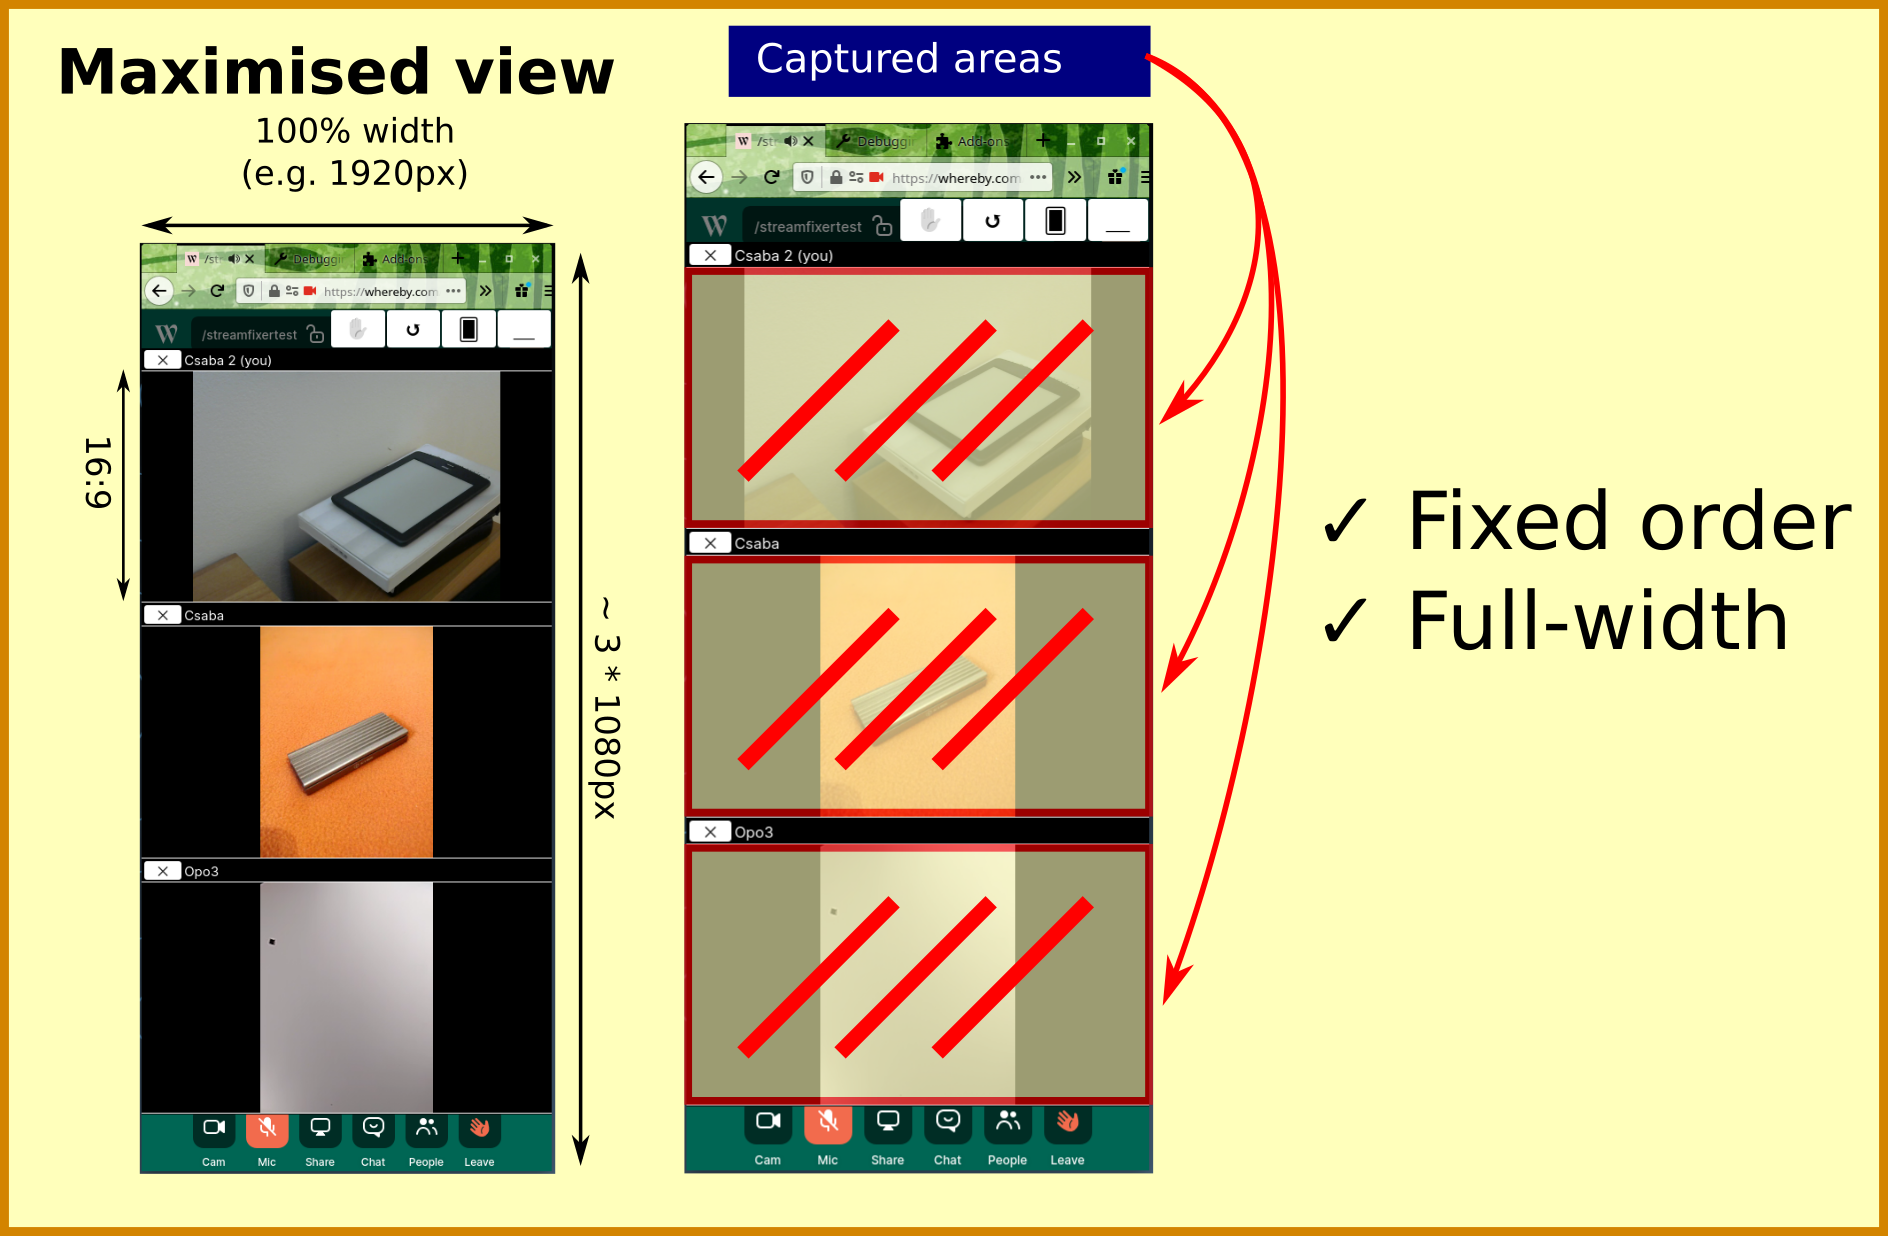 Maximised view
100% width
(e.g. 1920px)
W /str
Debuggi
Add-ons
https://whereby.com
W /streamfixertest
Csaba 2 (you)
16:9
Csaba
Opo3
~ 3 * 1080px
Cam Mic Share Chat People Leave
Captured areas
W /str
Debuggi
Add-ons
https://whereby.com
W /streamfixertest
Csaba 2 (you)
Csaba
Opo3
Cam Mic Share Chat People Leave
✓ Fixed order
✓ Full-width